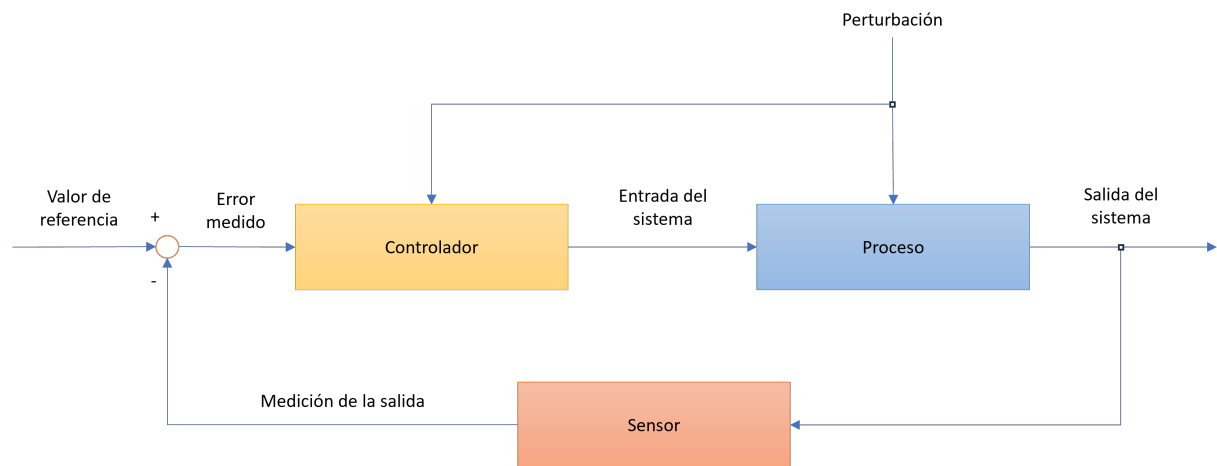 Perturbación
Valor de
referencia
+
-
Error
medido
Controlador
Entrada del
sistema
Proceso
Salida del
sistema
Medición de la salida
Sensor